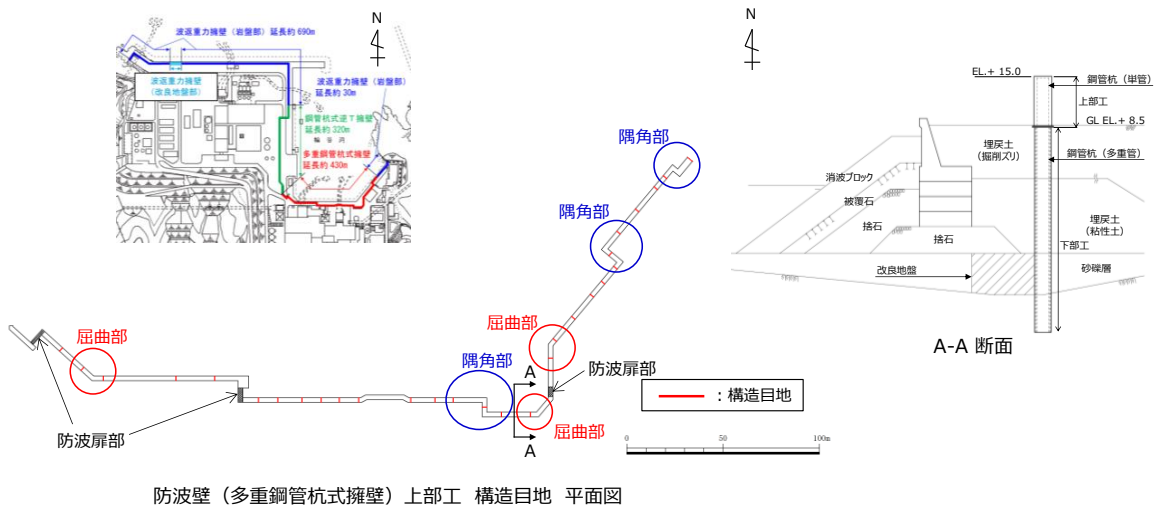 波返重力擁壁（岩盤部）延長約 690m
N
波返重力擁壁
（改良地盤部）
波返重力擁壁（岩盤部）
延長約 30m
鋼管杭式逆T擁壁
延長約 320m
輪谷湾
多重鋼管杭式擁壁
延長約 430m
N
EL.+ 15.0
鋼管杭（単管）
上部工
GL EL.+ 8.5
埋戻土
（掘削ズリ）
鋼管杭（多重管）
消波ブロック
被覆石
捨石
捨石
埋戻土
（粘性土）
下部工
改良地盤
砂礫層
A-A 断面
隅角部
隅角部
屈曲部
屈曲部
隅角部
A
防波扉部
：構造目地
屈曲部
A
防波扉部
0
50
100m
防波壁（多重鋼管杭式擁壁）上部工 構造目地 平面図